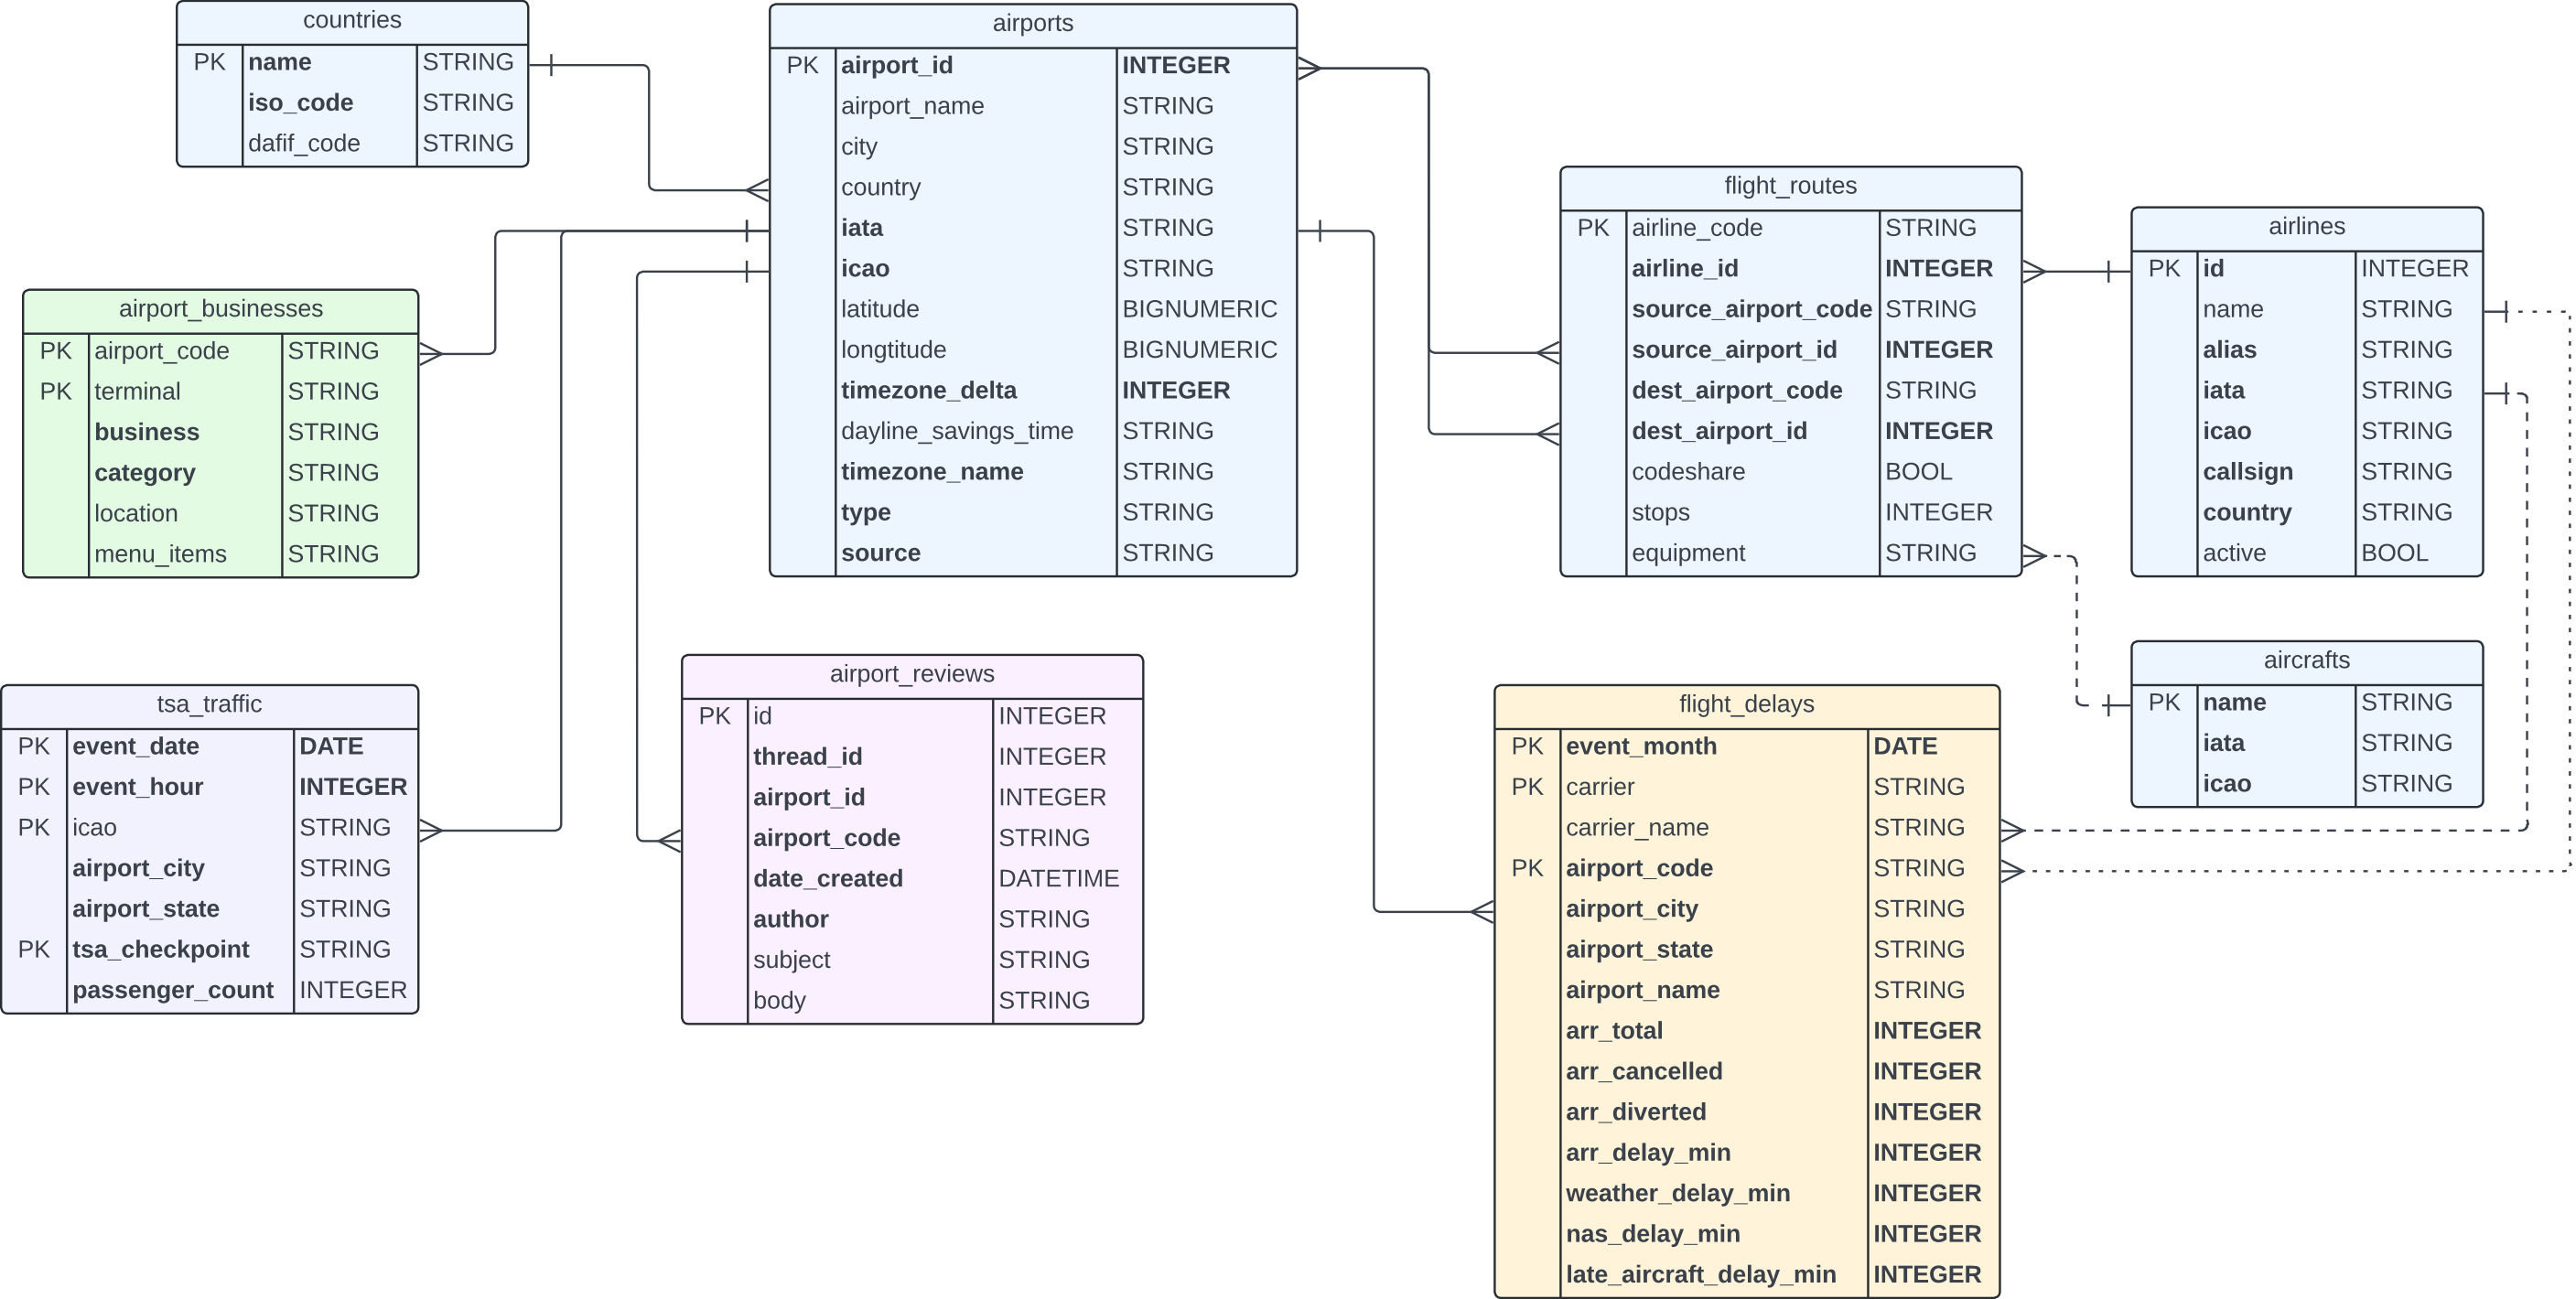 countries
PK name STRING
iso_code STRING
dafif_code STRING
airports
PK airport_id INTEGER
airport_name STRING
city STRING
country STRING
iata STRING
icao STRING
latitude BIGNUMERIC
longtitude BIGNUMERIC
timezone_delta INTEGER
dayline_savings_time STRING
timezone_name STRING
type STRING
source STRING
flight_routes
PK airline_code STRING
airline_id INTEGER
source_airport_code STRING
source_airport_id INTEGER
dest_airport_code STRING
dest_airport_id INTEGER
codeshare BOOL
stops INTEGER
equipment STRING
airlines
PK id INTEGER
name STRING
alias STRING
iata STRING
icao STRING
callsign STRING
country STRING
active BOOL
airport_businesses
PK airport_code STRING
PK terminal STRING
business STRING
category STRING
location STRING
menu_items STRING
tsa_traffic
PK event_date DATE
PK event_hour INTEGER
PK icao STRING
airport_city STRING
airport_state STRING
PK tsa_checkpoint STRING
passenger_count INTEGER
airport_reviews
PK id INTEGER
thread_id INTEGER
airport_id INTEGER
airport_code STRING
date_created DATETIME
author STRING
subject STRING
body STRING
flight_delays
PK event_month DATE
PK carrier STRING
carrier_name STRING
PK airport_code STRING
airport_city STRING
airport_state STRING
airport_name STRING
arr_total INTEGER
arr_cancelled INTEGER
arr_diverted INTEGER
arr_delay_min INTEGER
weather_delay_min INTEGER
nas_delay_min INTEGER
late_aircraft_delay_min INTEGER
aircrafts
PK name STRING
iata STRING
icao STRING